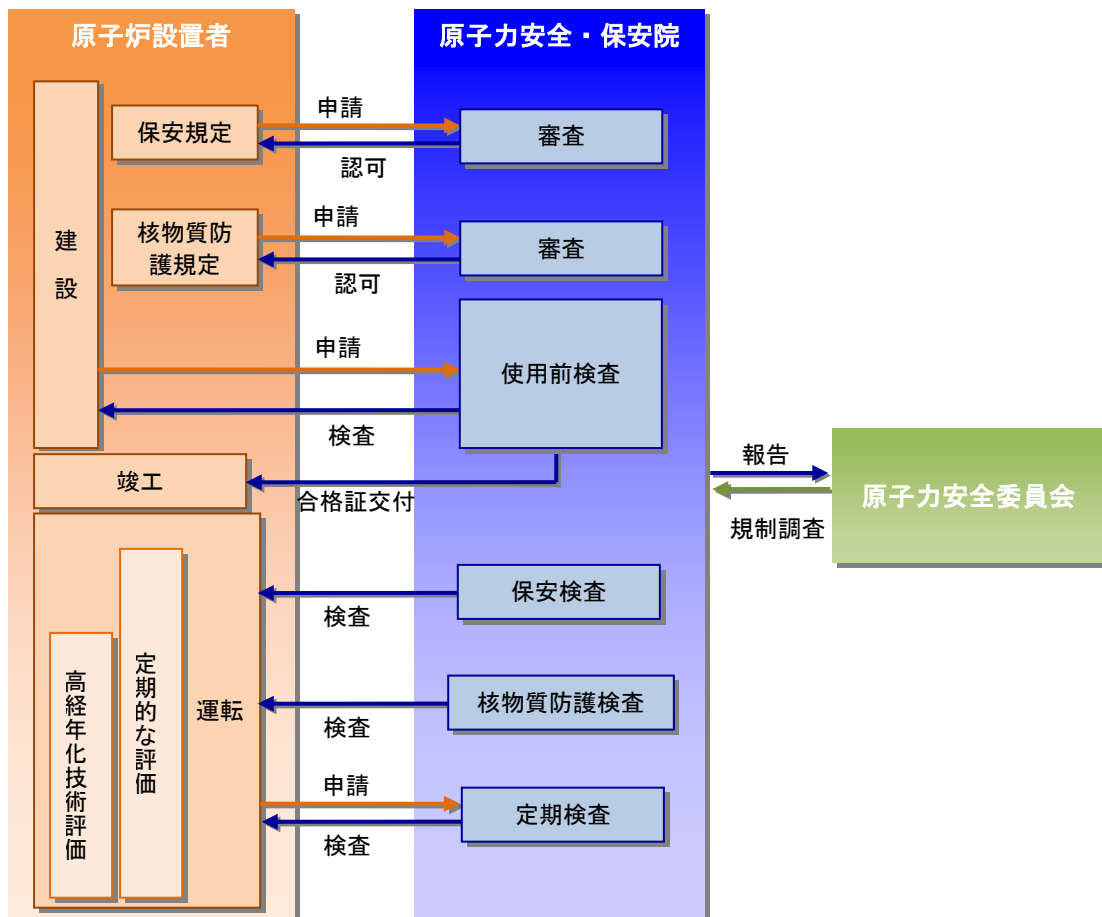 原子炉設置者
原子力安全・保安院
建
設
保安規定
申請
認可
審査
核物質防
護規定
申請
認可
審査
申請
検査
使用前検査
竣工
合格証交付
報告
規制調査
原子力安全委員会
高経年化技術評価
定期的な評価
運転
検査
保安検査
検査
核物質防護検査
申請
検査
定期検査